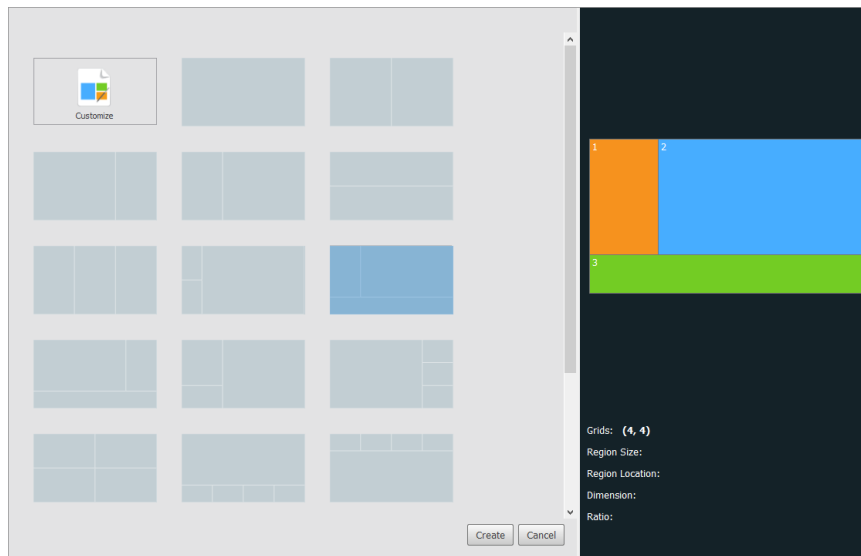 Customize
1
2
3
Grids: (4, 4)
Region Size:
Region Location:
Dimension:
Ratio:
Create
Cancel